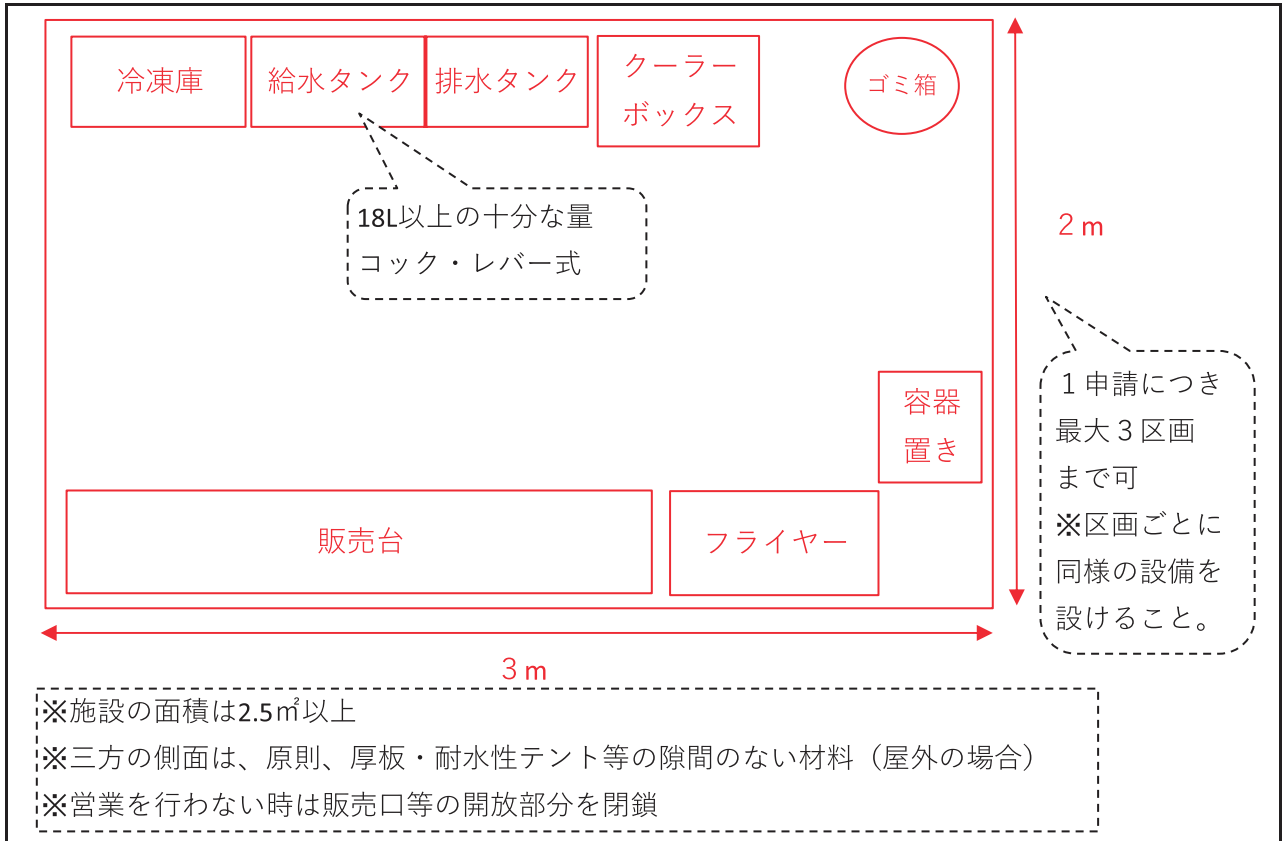 冷凍庫
給水タンク
排水タンク
クーラー
ボックス
ゴミ箱
18L以上の十分な量
コック・レバー式
2 m
1申請につき
最大3区画
まで可
※区画ごとに
同様の設備を
設けること。
容器
置き
販売台
フライヤー
3 m
※施設の面積は2.5㎡以上
※三方の側面は、原則、厚板・耐水性テント等の隙間のない材料（屋外の場合）
※営業を行わない時は販売口等の開放部分を閉鎖